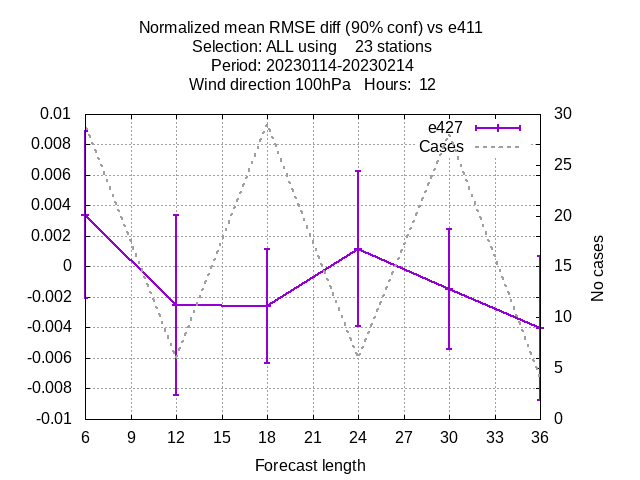 Normalized mean RMSE diff (90% conf) vs e411
Selection: ALL using    23 stations
Period: 20230114-20230214
Wind direction 100hPa   Hours:  12
e427
Cases
0.01
0.008
0.006
0.004
0.002
0
-0.002
-0.004
-0.006
-0.008
-0.01
30
25
20
15
10
5
0
No cases
6 9 12 15 18 21 24 27 30 33 36
Forecast length